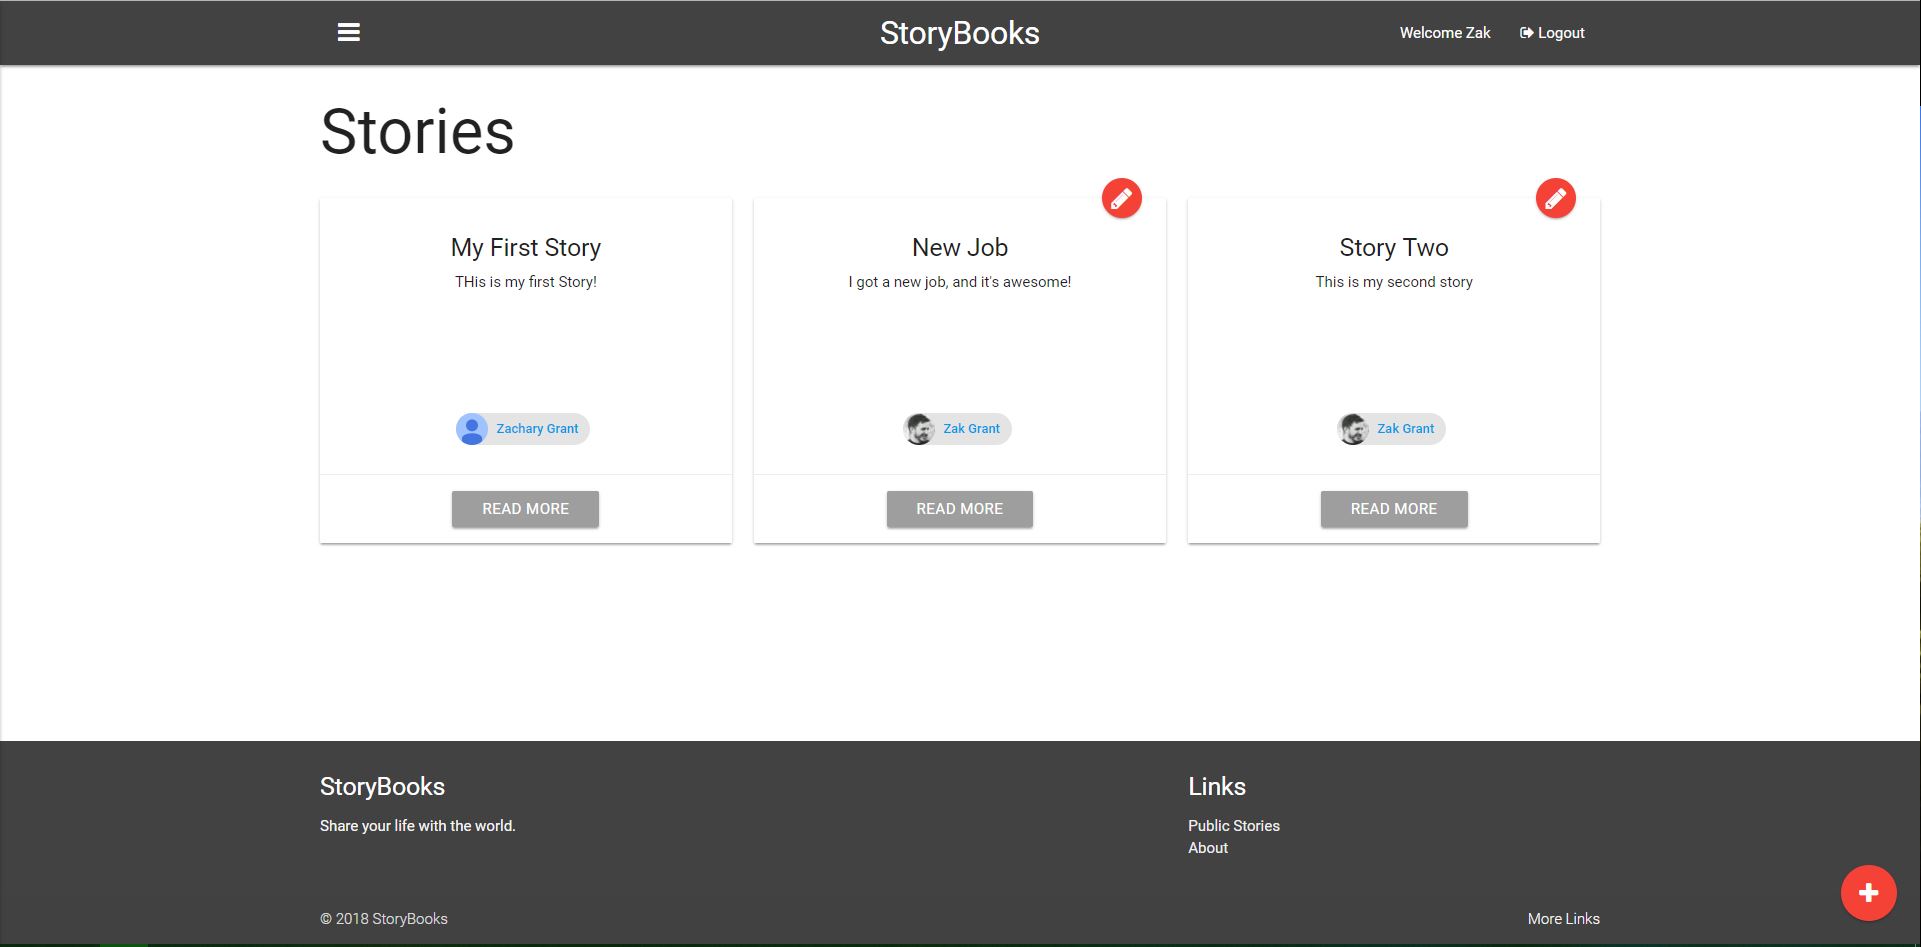 StoryBooks
Welcome Zak
Logout
Stories
My First Story
THis is my first Story!
Zachary Grant
READ MORE
New Job
I got a new job, and it's awesome!
Zak Grant
READ MORE
Story Two
This is my second story
Zak Grant
READ MORE
StoryBooks
Share your life with the world.
Links
Public Stories
About
© 2018 StoryBooks
More Links